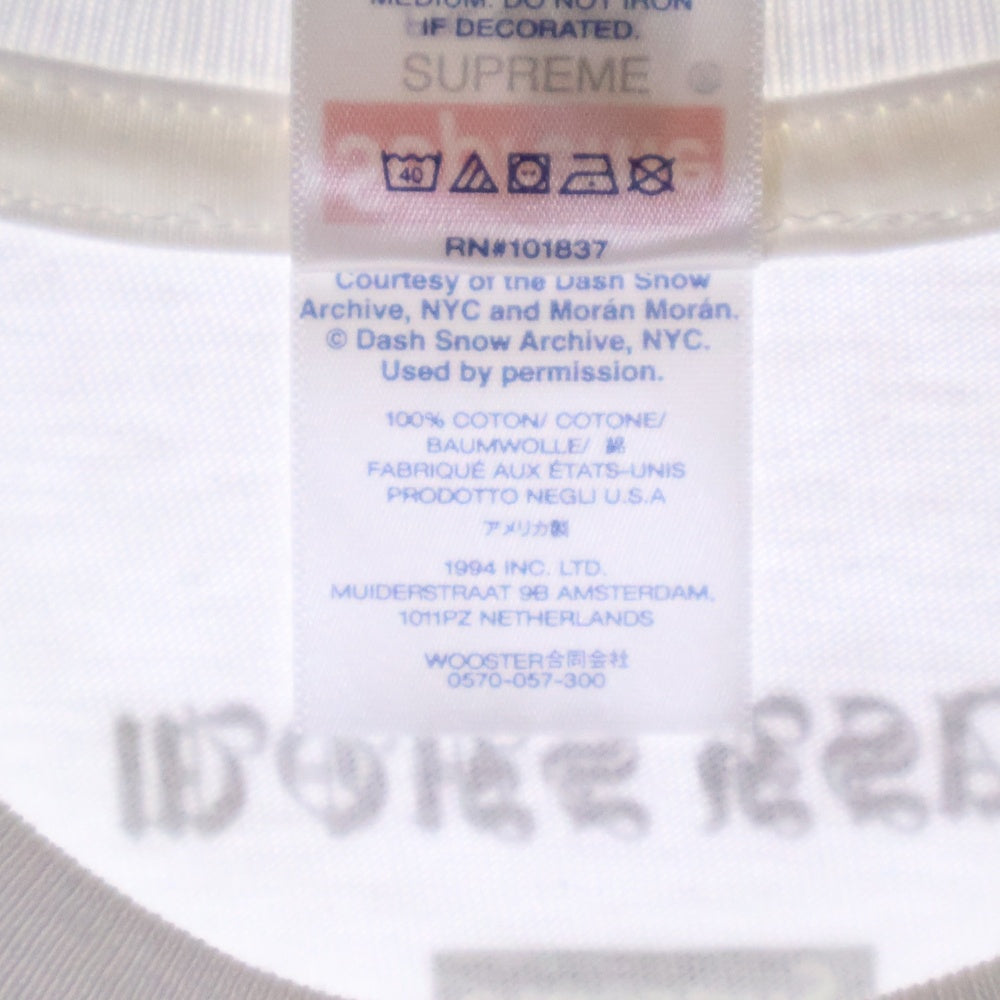 MEDIUM. DO NOT IRON
IF DECORATED.
SUPREME
40
RN#101837
Courtesy of the Dash Snow
Archive, NYC and Morán Morán.
© Dash Snow Archive, NYC.
Used by permission.
100% COTON/ COTONE/
BAUMWOLLE/ 綿
FABRIQUÉ AUX ÉTATS-UNIS
PRODOTTO NEGLI U.S.A
アメリカ製
1994 INC. LTD.
MUIDERSTRAAT 9B AMSTERDAM,
1011PZ NETHERLANDS
WOOSTER合同会社
0570-057-300